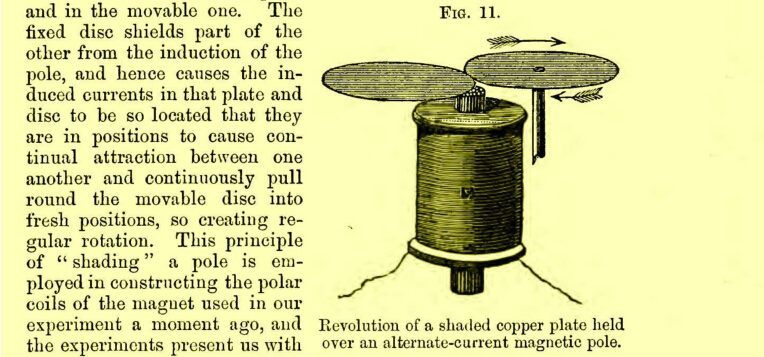 and in the movable one. The
fixed disc shields part of the
other from the induction of the
pole, and hence causes the in-
duced currents in that plate and
disc to be so located that they
are in positions to cause con-
tinual attraction between one
another and continuously pull
round the movable disc into
fresh positions, so creating re-
gular rotation. This principle
of “shading” a pole is em-
ployed in constructing the polar
coils of the magnet used in our
experiment a moment ago, and
the experiments present us with
FIG. 11.
M
Revolution of a shaded copper plate held
over an alternate-current magnetic pole.